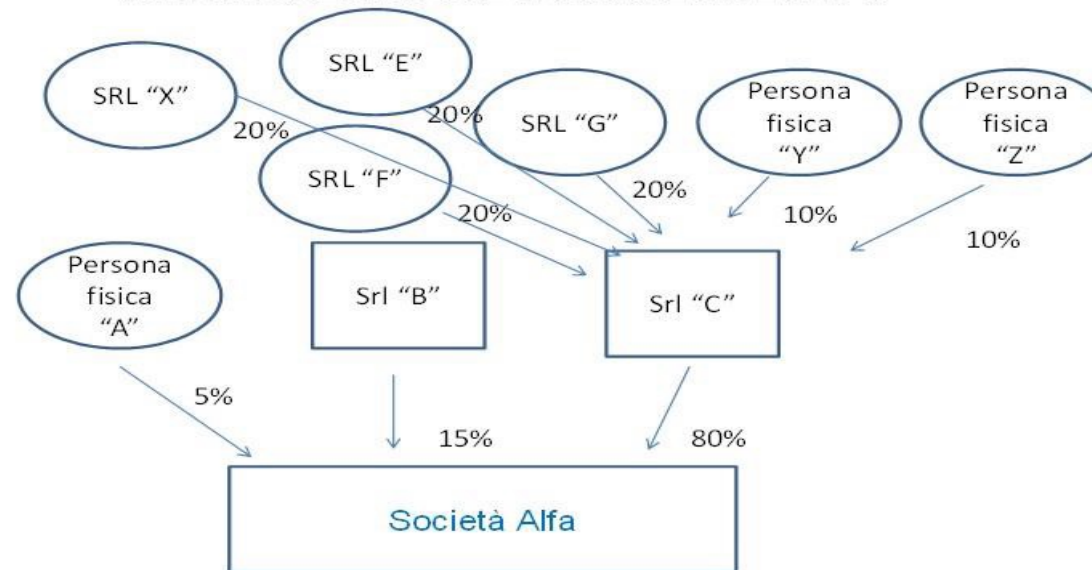 SRL “X”
SRL “E”
SRL “G”
Persona
fisica
“Y”
Persona
fisica
“Z”
20%
20%
SRL “F”
20%
20%
10%
10%
Persona
fisica
“A”
Srl “B”
Srl “C”
5%
15%
80%
Società Alfa